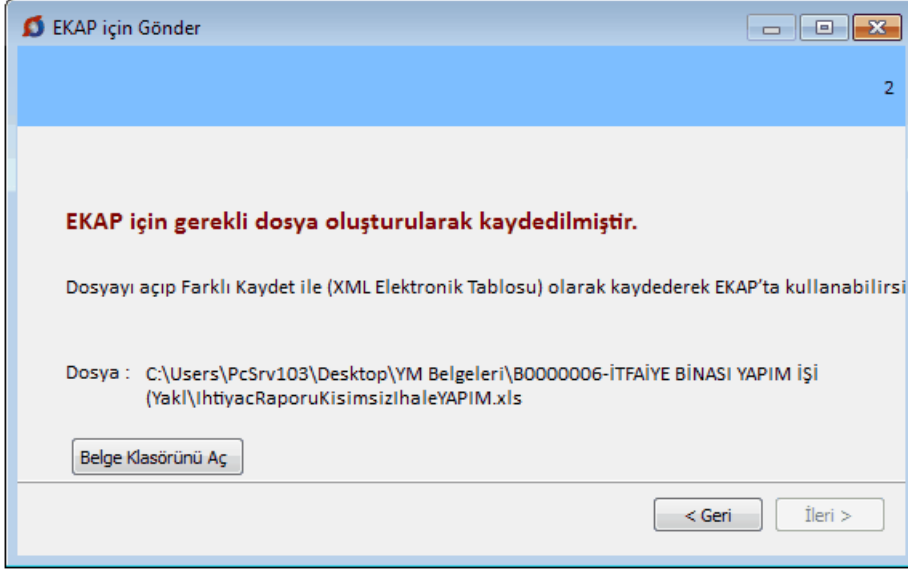 EKAP için Gönder
2
EKAP için gerekli dosya oluşturularak kaydedilmiştir.
Dosyayı açıp Farklı Kaydet ile (XML Elektronik Tablosu) olarak kaydederek EKAP'ta kullanabilirsi
Dosya : C:\Users\PcSrv103\Desktop\YM Belgeleri\B0000006-İTFAİYE BİNASI YAPIM İŞİ
(Yakl\IhtiyacRaporuKisimsizIhaleYAPIM.xls
Belge Klasörünü Aç
< Geri
İleri >